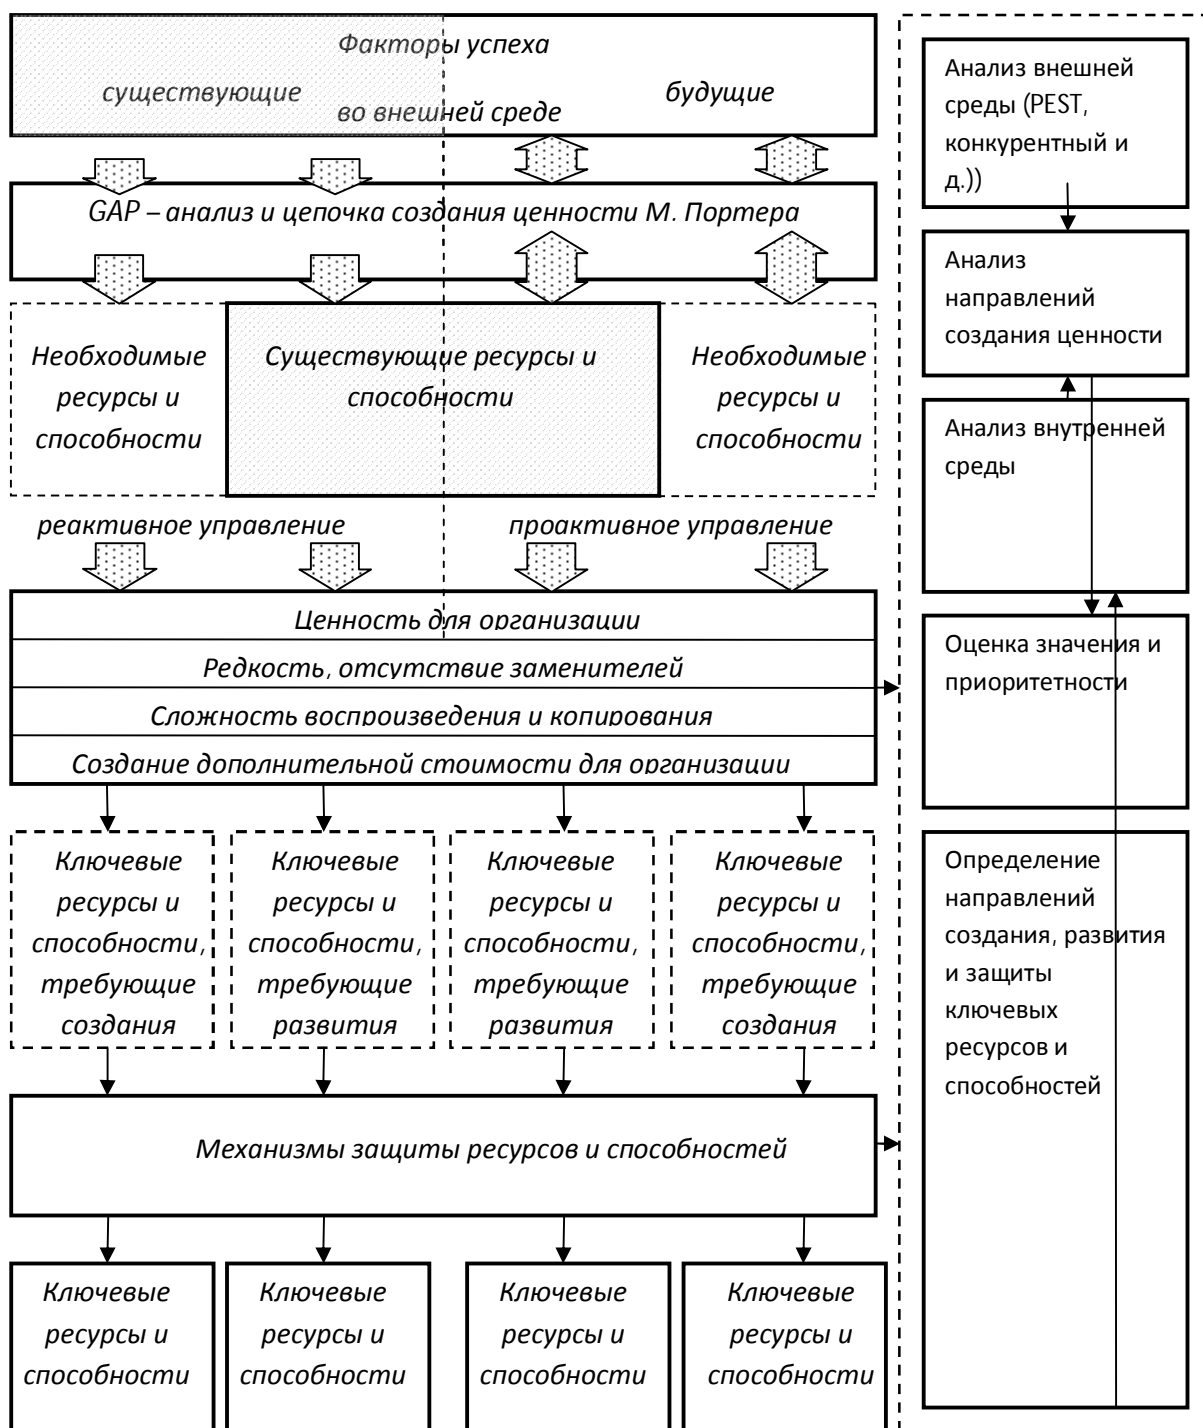 Факторы успеха
существующие
будущие
во внешней среде
GAP – анализ и цепочка создания ценности М. Портера
Необходимые
ресурсы и
способности
Существующие ресурсы и
способности
Необходимые
ресурсы и
способности
реактивное управление
проактивное управление
Ценность для организации
Редкость, отсутствие заменителей
Сложность воспроизведения и копирования
Создание дополнительной стоимости для организации
Ключевые
ресурсы и
способности,
требующие
создания
Ключевые
ресурсы и
способности,
требующие
развития
Ключевые
ресурсы и
способности,
требующие
развития
Ключевые
ресурсы и
способности,
требующие
создания
Механизмы защиты ресурсов и способностей
Ключевые
ресурсы и
способности
Ключевые
ресурсы и
способности
Ключевые
ресурсы и
способности
Ключевые
ресурсы и
способности
Анализ внешней
среды (PEST,
конкурентный и
д.))
Анализ
направлений
создания ценности
Анализ внутренней
среды
Оценка значения и
приоритетности
Определение
направлений
создания, развития
и защиты
ключевых
ресурсов и
способностей